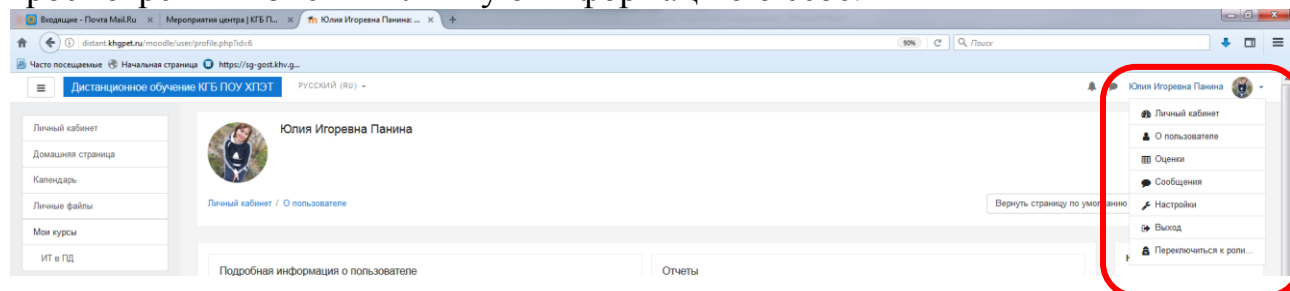 Входящие - Почта Mail.Ru × Мероприятия центра | КГБ П... × Юлия Игоревна Панина: ... × +
distant.khgpet.ru/moodle/user/profile.php?id=6 90% Поиск
Часто посещаемые Начальная страница https://sg-gost.khv.g...
Дистанционное обучение КГБ ПОУ ХПЭТ РУССКИЙ (RU) Юлия Игоревна Панина
Личный кабинет
Домашняя страница
Календарь
Личные файлы
Мои курсы
ИТ в ПД
Юлия Игоревна Панина
Личный кабинет / О пользователе
Вернуть страницу по умолчанию
Подробная информация о пользователе
Отчеты
Личный кабинет
О пользователе
Оценки
Сообщения
Настройки
Выход
Переключиться к роли...